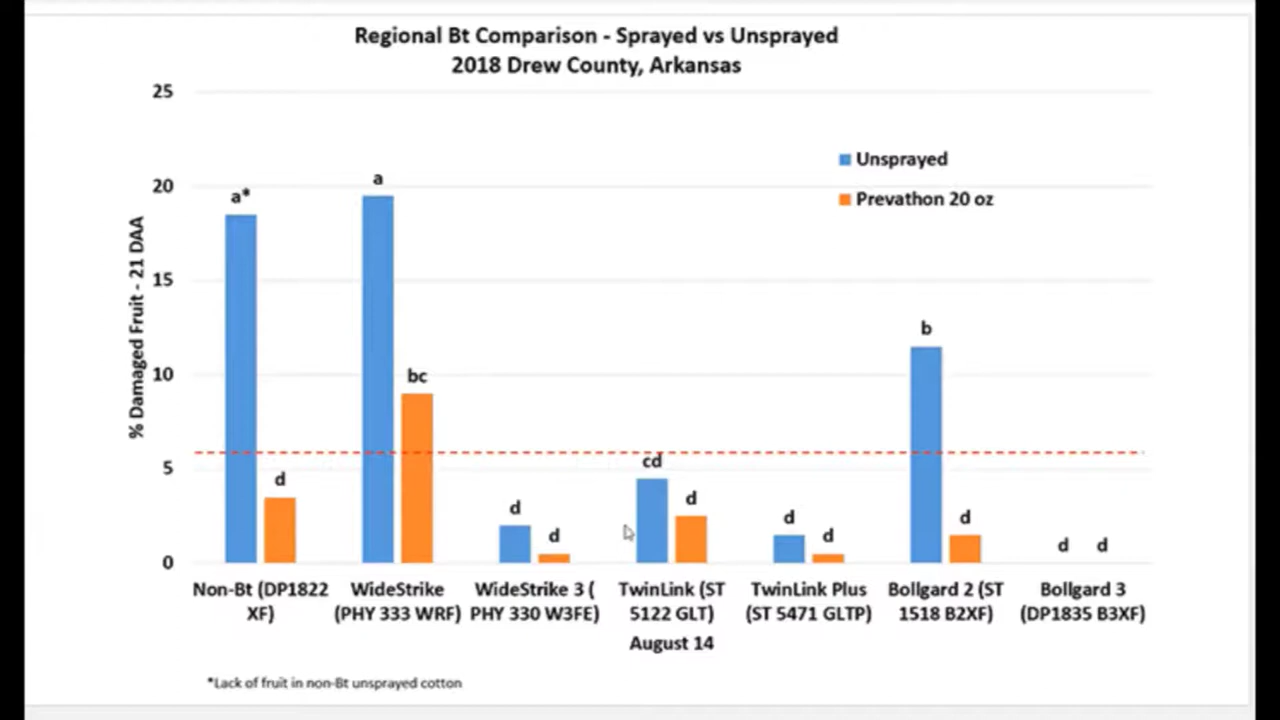 Regional Bt Comparison - Sprayed vs Unsprayed
2018 Drew County, Arkansas
% Damaged Fruit - 21 DAA
25
20
15
10
5
0
Unsprayed
Prevathon 20 oz
a*
d
a
bc
d
d
cd
d
d
d
b
d
d
d
Non-Bt (DP1822
XF)
WideStrike
(PHY 333 WRF)
WideStrike 3 (
PHY 330 W3FE)
TwinLink (ST
5122 GLT)
TwinLink Plus
(ST 5471 GLTP)
Bollgard 2 (ST
1518 B2XF)
Bollgard 3
(DP1835 B3XF)
August 14
*Lack of fruit in non-Bt unsprayed cotton